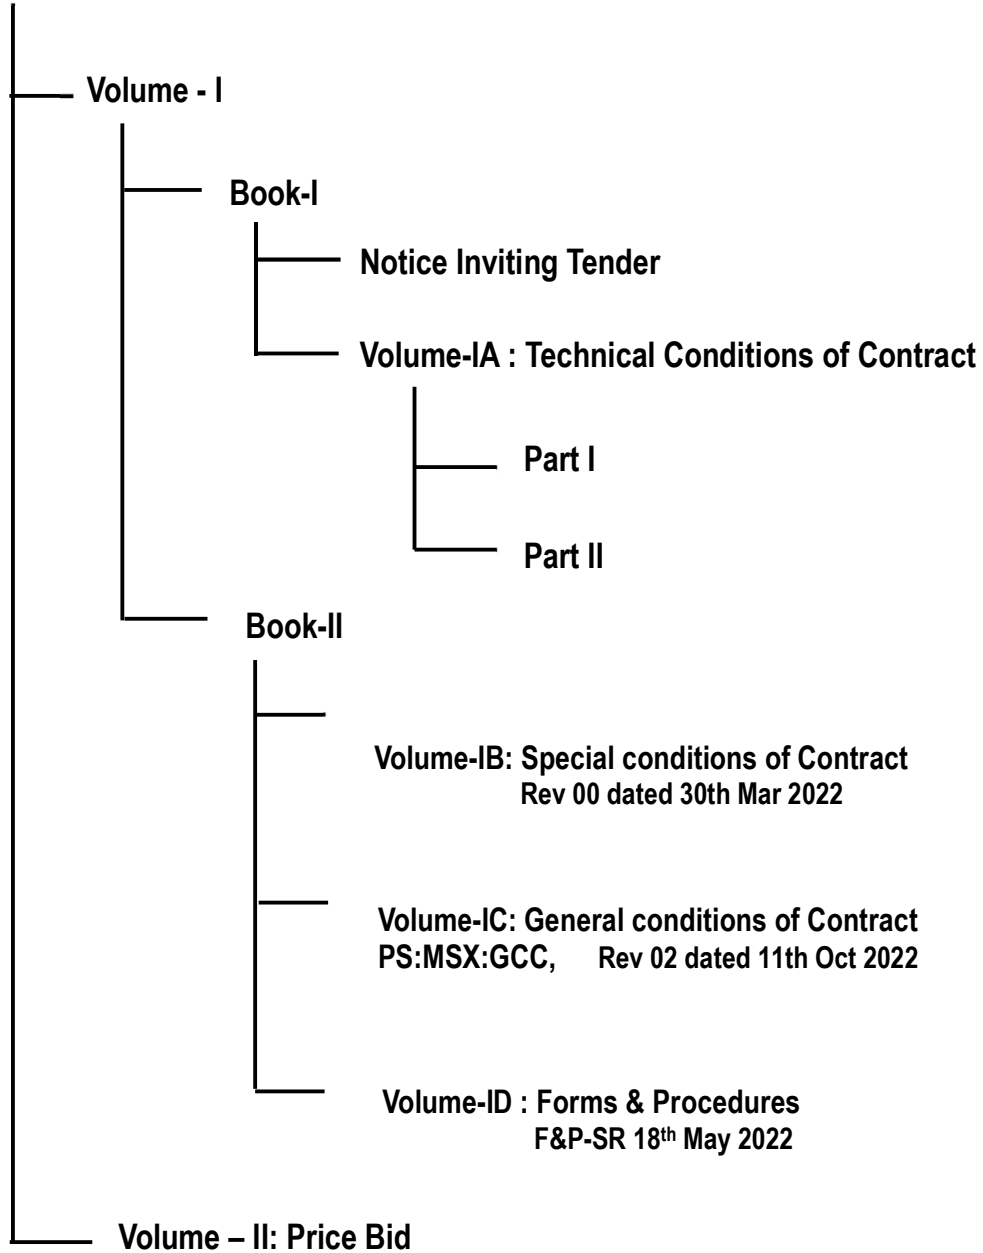 Volume - I
Book-I
Notice Inviting Tender
Volume-IA : Technical Conditions of Contract
Part I
Part II
Book-II
Volume-IB: Special conditions of Contract
Rev 00 dated 30th Mar 2022
Volume-IC: General conditions of Contract
PS:MSX:GCC, Rev 02 dated 11th Oct 2022
Volume-ID : Forms & Procedures
F&P-SR 18th May 2022
Volume – II: Price Bid